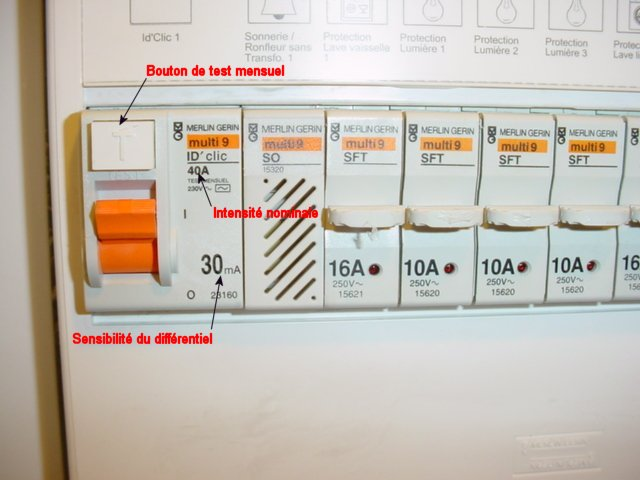 Id'Clic 1
Sonnerie /
Ronfleur sans
Transfo. 1
Protection
Lave vaisselle
1
Protection
Lumière 1
Protection
Lumière 2
Protection
Lumière 3
Protection
Bouton de test mensuel
T
MERLIN GERIN
multi 9
ID'clic
40A
TEST MENSUEL
230V~
Intensité nominale
I
30mA
O 23160
Sensibilité du différentiel
MERLIN GERIN
multi 9
SO
15320
MERLIN GERIN
multi 9
SFT
16A
250V~
15621
MERLIN GERIN
multi 9
SFT
10A
250V~
15620
MERLIN GERIN
multi 9
SFT
10A
250V~
15620
MERLIN GERIN
multi 9
SFT
10A
250V~
15620